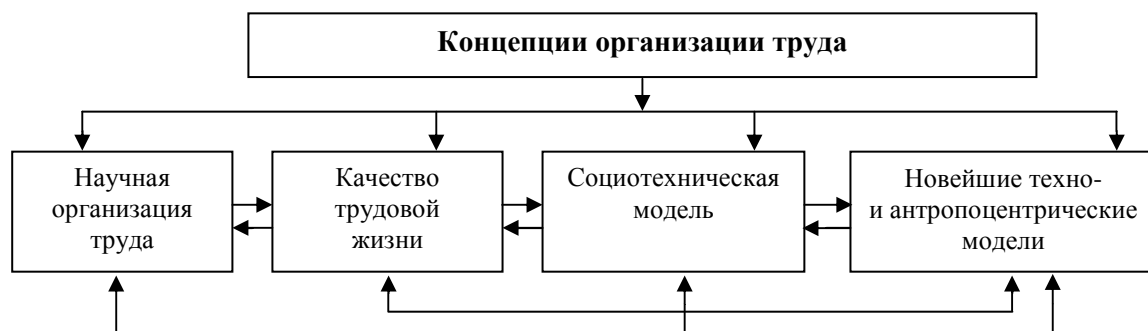 Концепции организации труда
Научная
организация
труда
Качество
трудовой
жизни
Социотехническая
модель
Новейшие техно-
и антропоцентрические
модели